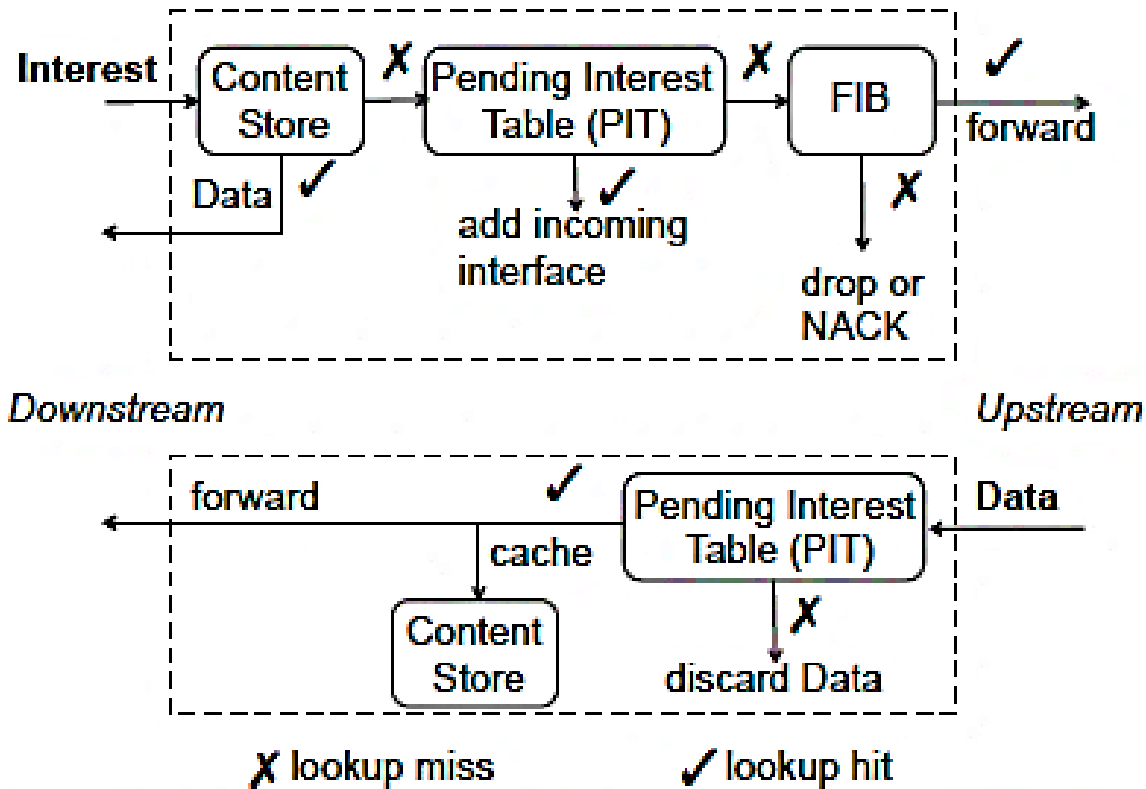 Interest
Content
Store
✗
Pending Interest
Table (PIT)
✗
FIB
✓
forward
Data
✓
✓
add incoming
interface
✗
drop or
NACK
Downstream
Upstream
forward
✓
Pending Interest
Table (PIT)
Data
cache
✗
Content
Store
discard Data
✗ lookup miss
✓ lookup hit